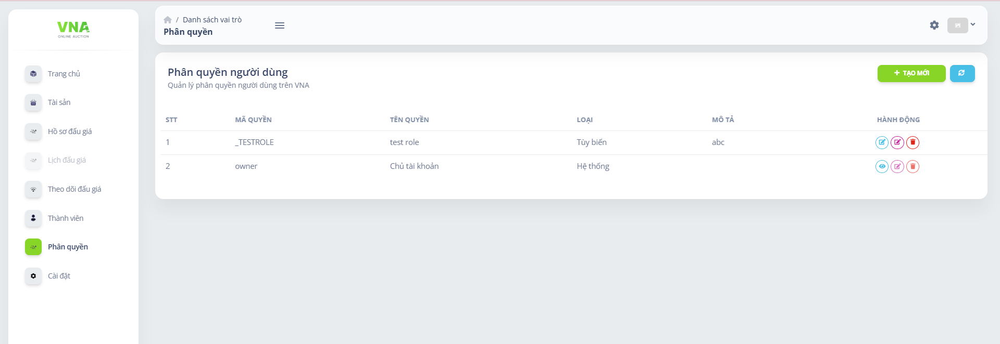 VNA
ONLINE AUCTION
Trang chủ
Tài sản
Hồ sơ đấu giá
Lịch đấu giá
Theo dõi đấu giá
Thành viên
Phân quyền
Cài đặt
/ Danh sách vai trò
Phân quyền
Phân quyền người dùng
Quản lý phân quyền người dùng trên VNA
+ TẠO MỚI
STT MÃ QUYỀN TÊN QUYỀN LOẠI MÔ TẢ HÀNH ĐỘNG
1 _TESTROLE test role Tùy biến abc
2 owner Chủ tài khoản Hệ thống